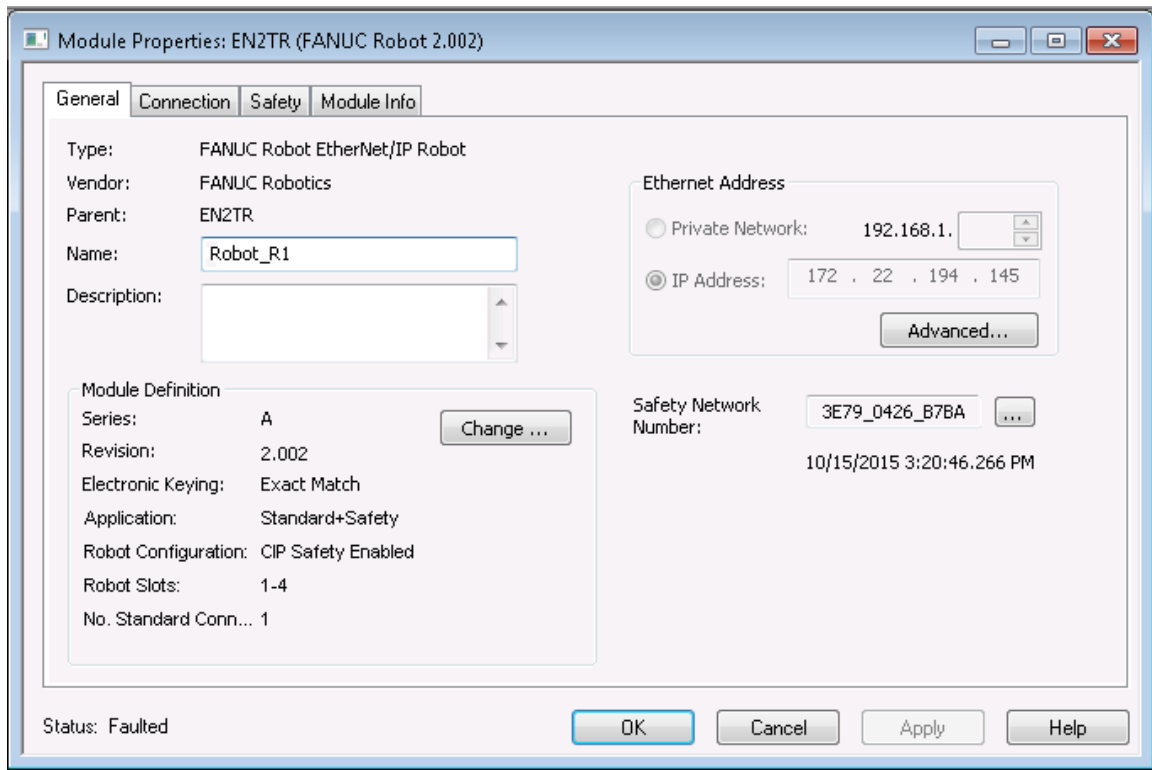 Module Properties: EN2TR (FANUC Robot 2.002)
General Connection Safety Module Info
Type: FANUC Robot EtherNet/IP Robot
Vendor: FANUC Robotics
Parent: EN2TR
Name: Robot_R1
Description:
Ethernet Address
Private Network: 192.168.1.
IP Address: 172 . 22 . 194 . 145
Advanced...
Module Definition
Series: A
Change ...
Revision: 2.002
Electronic Keying: Exact Match
Application: Standard+Safety
Robot Configuration: CIP Safety Enabled
Robot Slots: 1-4
No. Standard Conn... 1
Safety Network
Number:
3E79_0426_B7BA ...
10/15/2015 3:20:46.266 PM
Status: Faulted
OK Cancel Apply Help